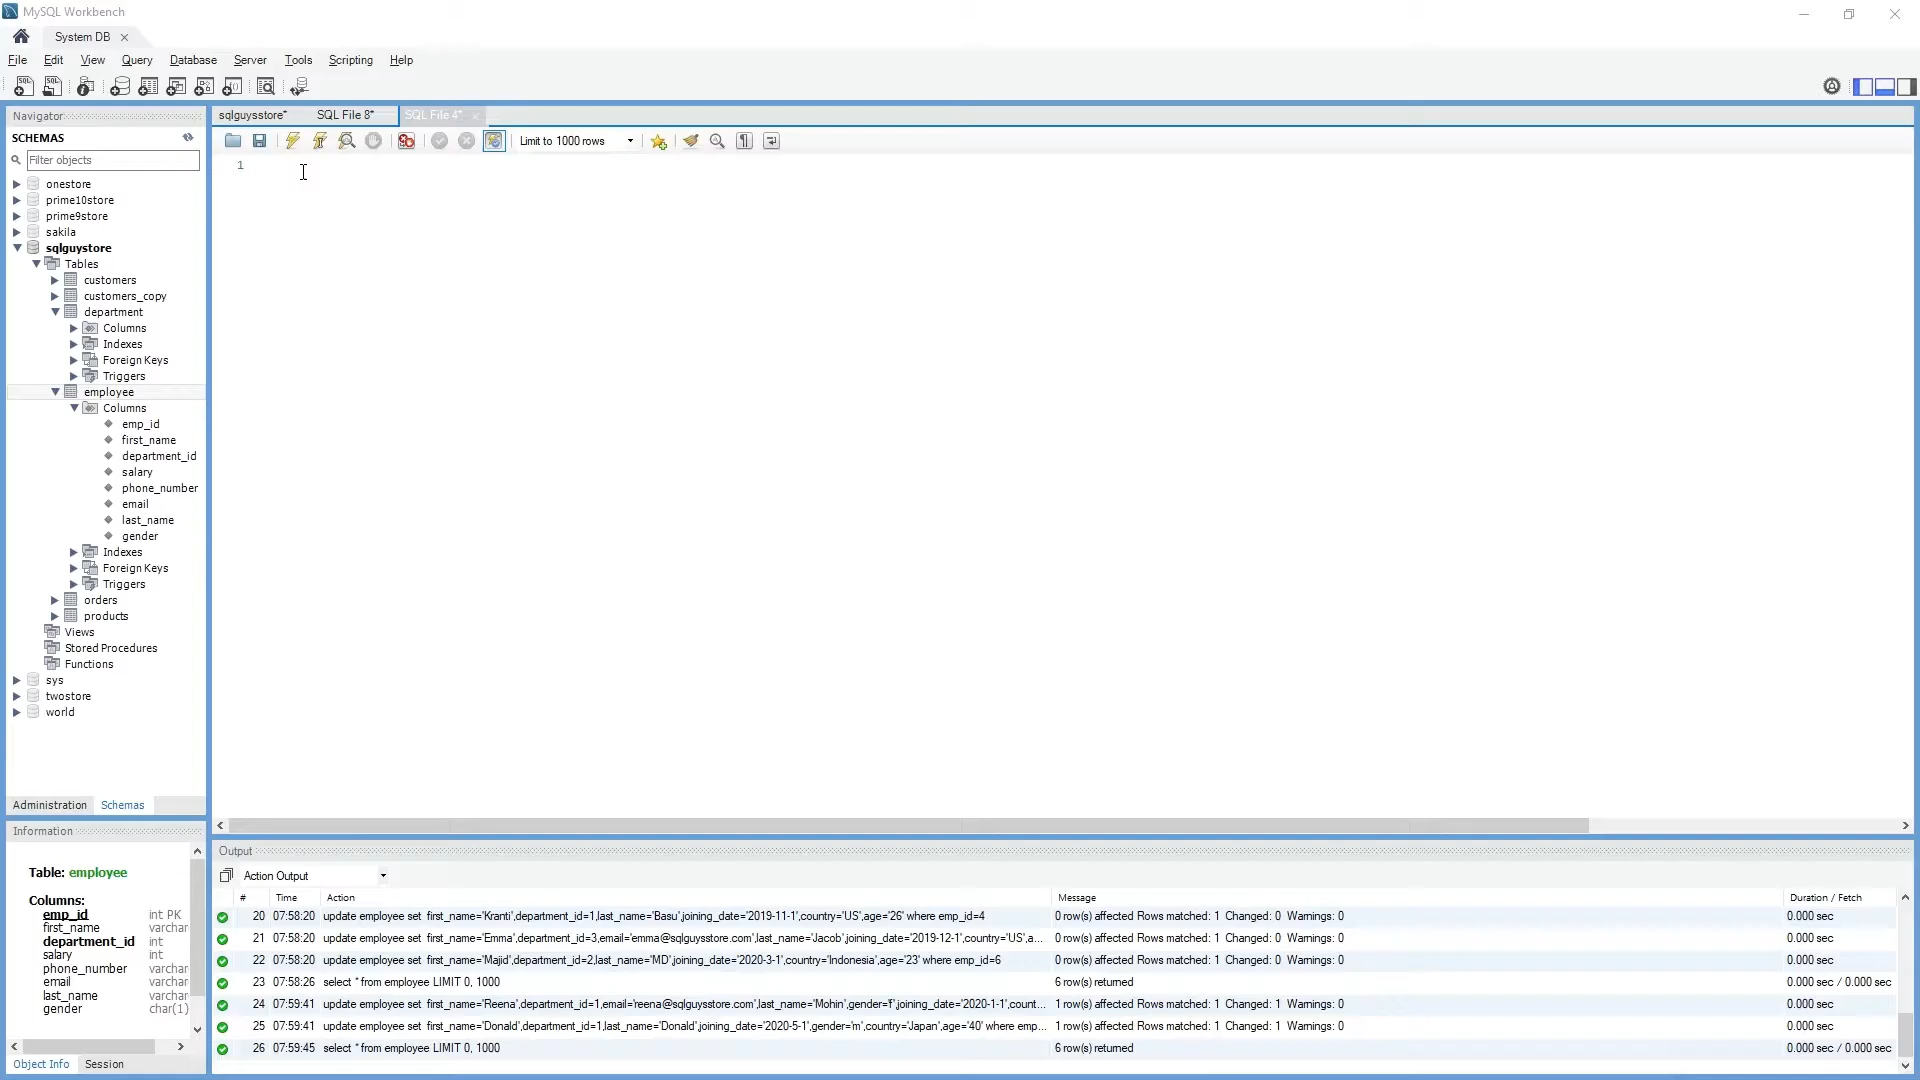 MySQL Workbench
System DB
File Edit View Query Database Server Tools Scripting Help
Navigator
SCHEMAS
Filter objects
onestore
prime10store
prime9store
sakila
sqlguystore
Tables
customers
customers_copy
department
Columns
Indexes
Foreign Keys
Triggers
employee
Columns
emp_id
first_name
department_id
salary
phone_number
email
last_name
gender
Indexes
Foreign Keys
Triggers
orders
products
Views
Stored Procedures
Functions
sys
twostore
world
Administration Schemas
Information
Table: employee
Columns:
emp_id int PK
first_name varchar
department_id int
salary int
phone_number varchar
email varchar
last_name varchar
gender char(1)
Object Info Session
sqlguysstore* SQL File 8* SQL File 4*
Limit to 1000 rows
1
Output
Action Output
# Time Action Message Duration / Fetch
20 07:58:20 update employee set first_name='Kranti',department_id=1,last_name='Basu',joining_date='2019-11-1',country='US',age='26' where emp_id=4 0 row(s) affected Rows matched: 1 Changed: 0 Warnings: 0 0.000 sec
21 07:58:20 update employee set first_name='Emma',department_id=3,email='emma@sqlguysstore.com',last_name='Jacob',joining_date='2019-12-1',country='US',a... 0 row(s) affected Rows matched: 1 Changed: 0 Warnings: 0 0.000 sec
22 07:58:20 update employee set first_name='Majid',department_id=2,last_name='MD',joining_date='2020-3-1',country='Indonesia',age='23' where emp_id=6 0 row(s) affected Rows matched: 1 Changed: 0 Warnings: 0 0.000 sec
23 07:58:26 select * from employee LIMIT 0, 1000 6 row(s) returned 0.000 sec / 0.000 sec
24 07:59:41 update employee set first_name='Reena',department_id=1,email='reena@sqlguysstore.com',last_name='Mohin',gender='f',joining_date='2020-1-1',count... 1 row(s) affected Rows matched: 1 Changed: 1 Warnings: 0 0.000 sec
25 07:59:41 update employee set first_name='Donald',department_id=1,last_name='Donald',joining_date='2020-5-1',gender='m',country='Japan',age='40' where emp... 1 row(s) affected Rows matched: 1 Changed: 1 Warnings: 0 0.000 sec
26 07:59:45 select * from employee LIMIT 0, 1000 6 row(s) returned 0.000 sec / 0.000 sec